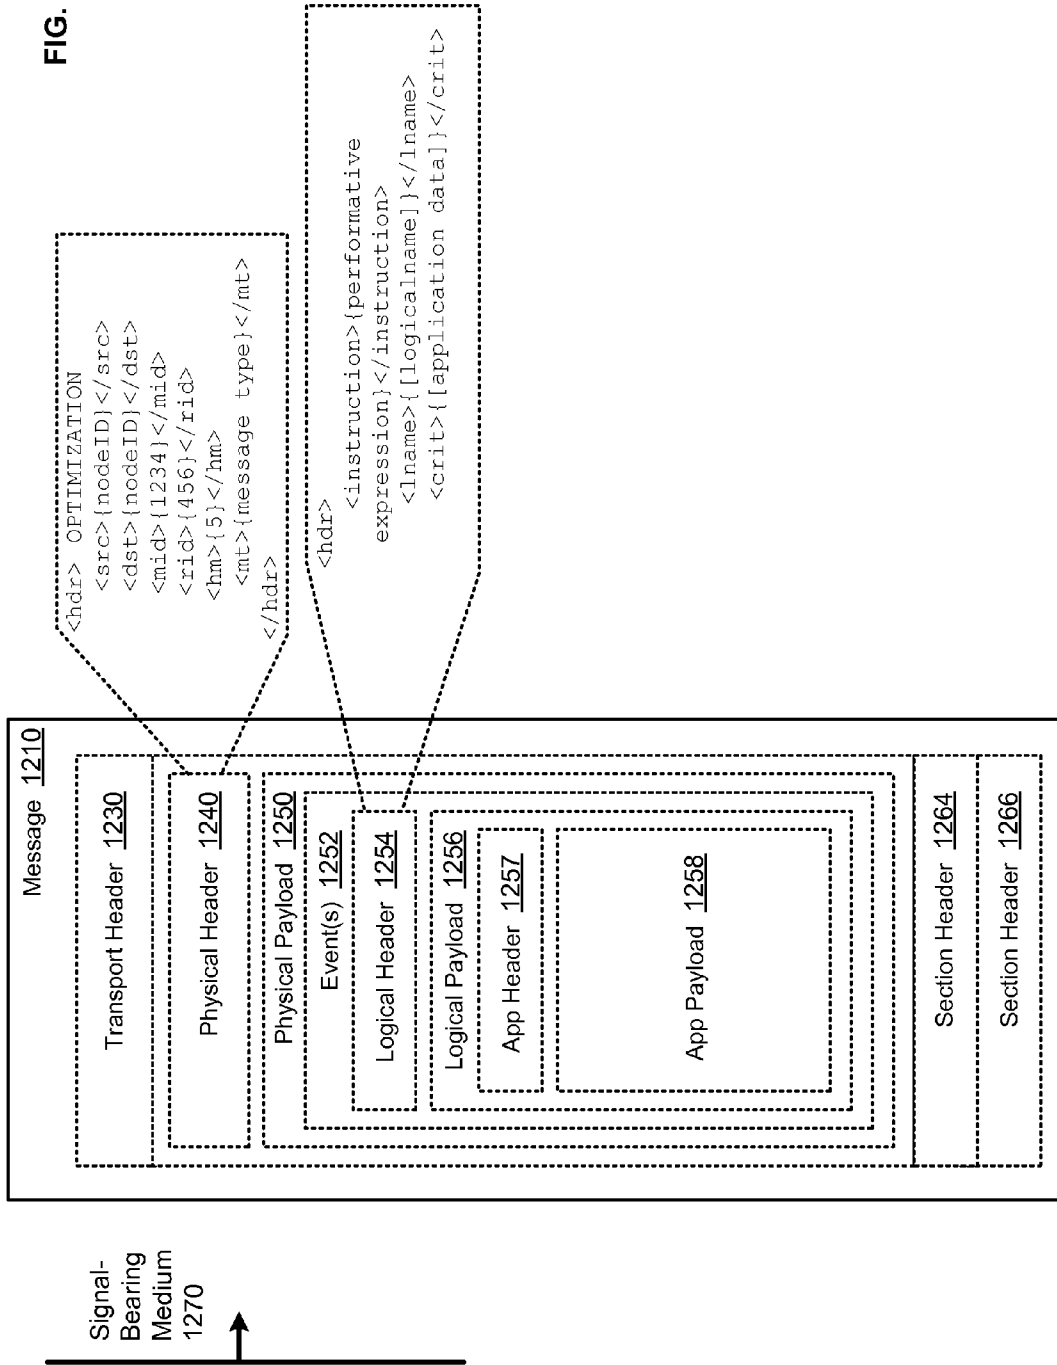 FIG.
Signal-
Bearing
Medium
1270
Message 1210
Transport Header 1230
Physical Header 1240
Physical Payload 1250
Event(s) 1252
Logical Header 1254
Logical Payload 1256
App Header 1257
App Payload 1258
Section Header 1264
Section Header 1266
<hdr> OPTIMIZATION
<src>{nodeID}</src>
<dst>{nodeID}</dst>
<mid>{1234}</mid>
<rid>{456}</rid>
<hm>{5}</hm>
<mt>{message type}</mt>
</hdr>
<hdr>
<instruction>{performative
expression}</instruction>
<lname>{[logicalname]}</lname>
<crit>{[application data]}</crit>